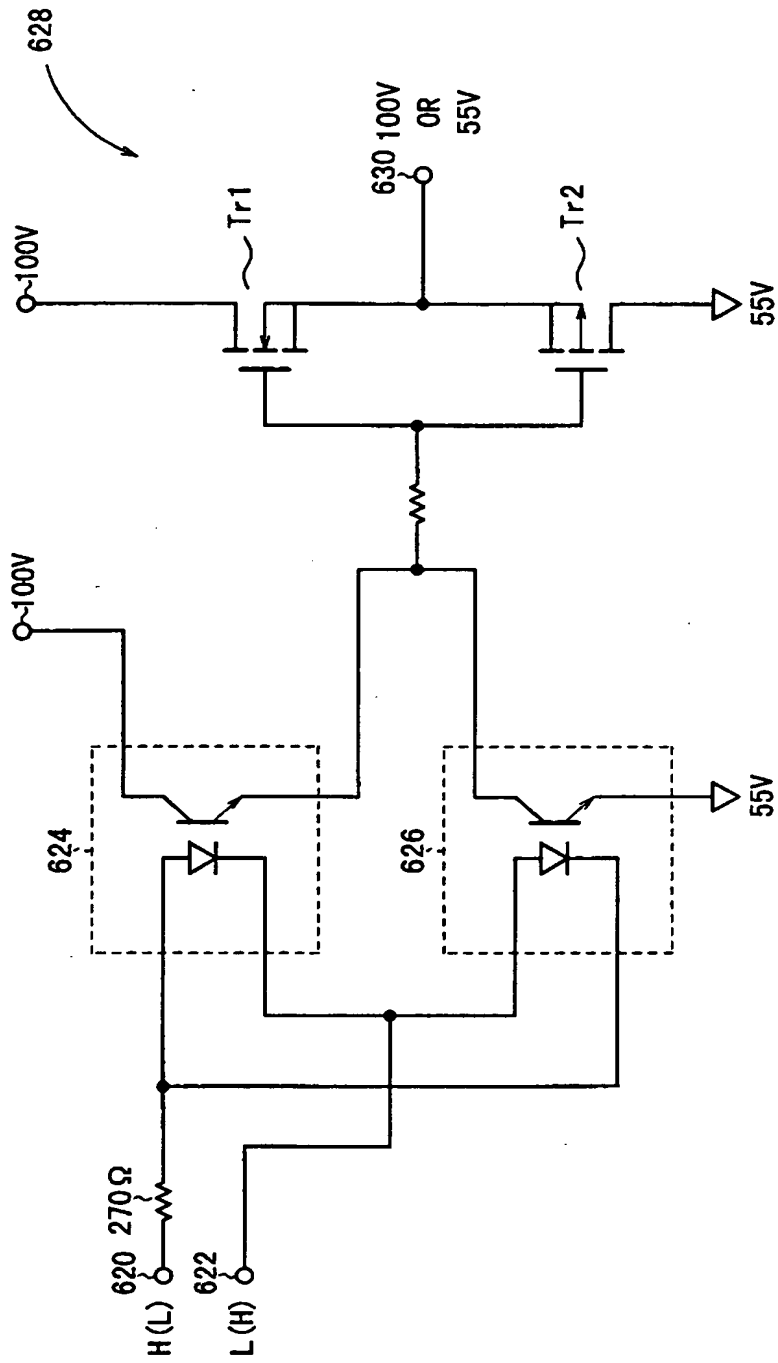 628
100V
100V
Tr1
630
100V
OR
55V
Tr2
624
626
620
270Ω
H(L)
622
L(H)
55V
55V